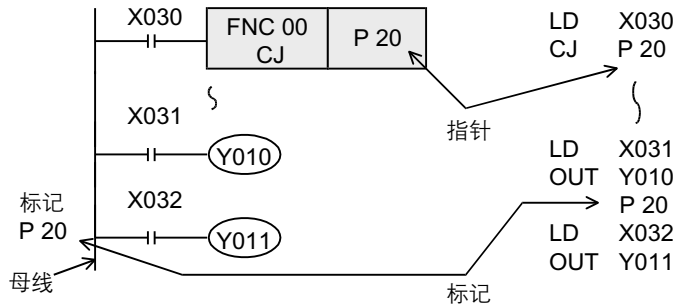 X030
FNC 00
CJ
P 20
X031
Y010
X032
标记
P 20
Y011
母线
指针
标记
LD X030
CJ P 20
LD X031
OUT Y010
P 20
LD X032
OUT Y011